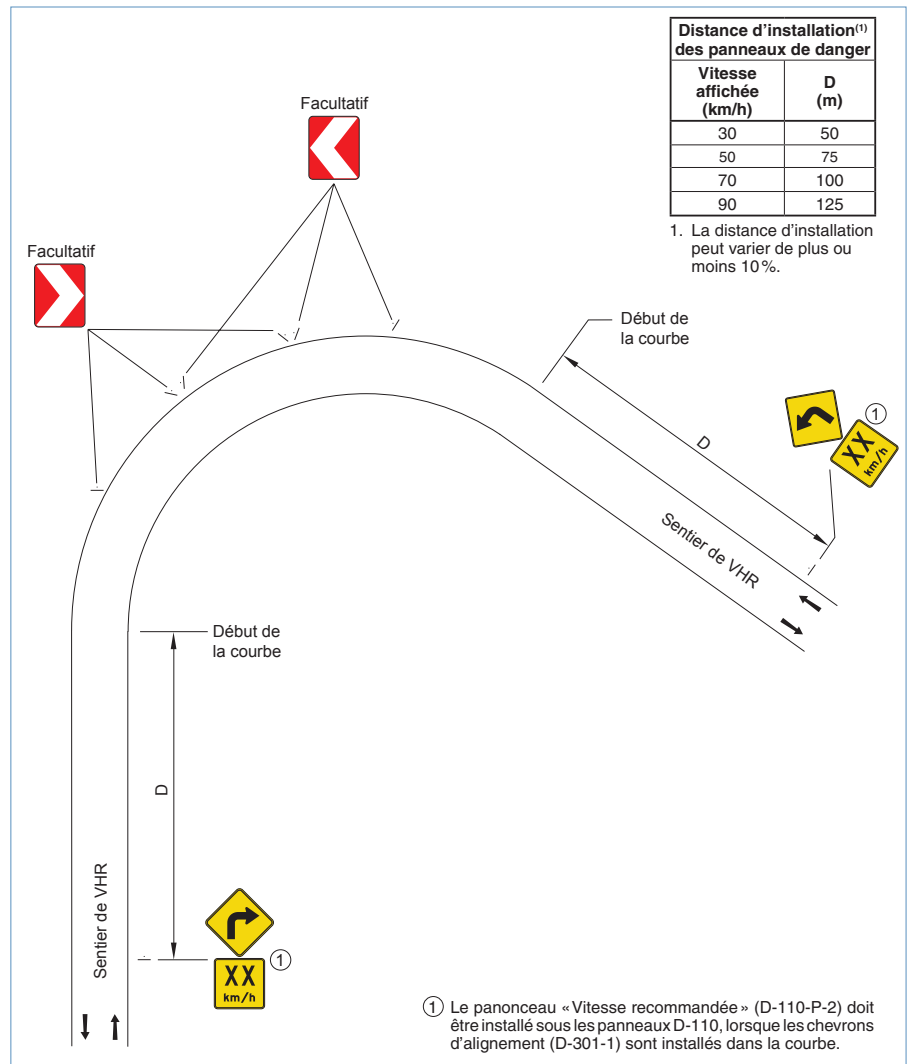 Distance d'installation(1)
des panneaux de danger
Vitesse
affichée
(km/h)
D
(m)
30 50
50 75
70 100
90 125
1. La distance d'installation
peut varier de plus ou
moins 10 %.
Facultatif
Facultatif
Début de
la courbe
D
1
XX
km/h
Sentier de VHR
Début de
la courbe
D
Sentier de VHR
XX
km/h
1
1 Le panonceau « Vitesse recommandée » (D-110-P-2) doit
être installé sous les panneaux D-110, lorsque les chevrons
d'alignement (D-301-1) sont installés dans la courbe.